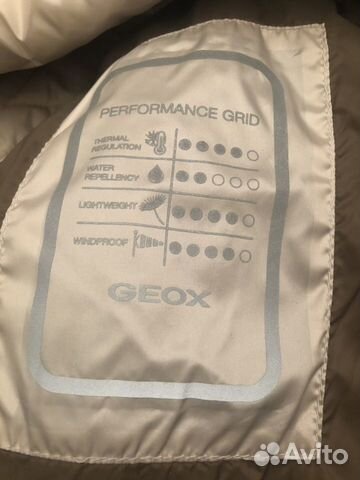 PERFORMANCE GRID
THERMAL
REGULATION
WATER
REPELLENCY
LIGHTWEIGHT
WINDPROOF
GEOX
Avito